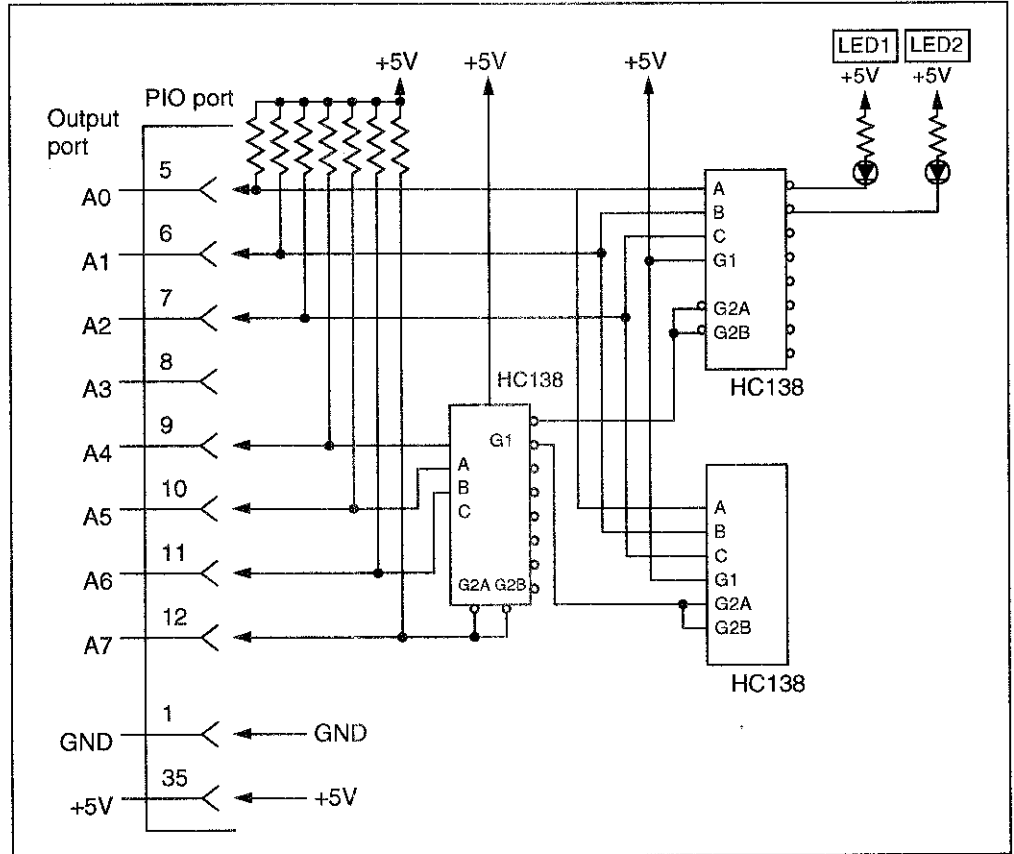 LED1 LED2
+5V +5V +5V +5V
PIO port
Output
port
5
A0
6
A1
7
A2
8
A3
9
A4
10
A5
11
A6
12
A7
1
GND
GND
35
+5V
+5V
HC138
G1
A
B
C
G2A G2B
A
B
C
G1
G2A
G2B
HC138
A
B
C
G1
G2A
G2B
HC138